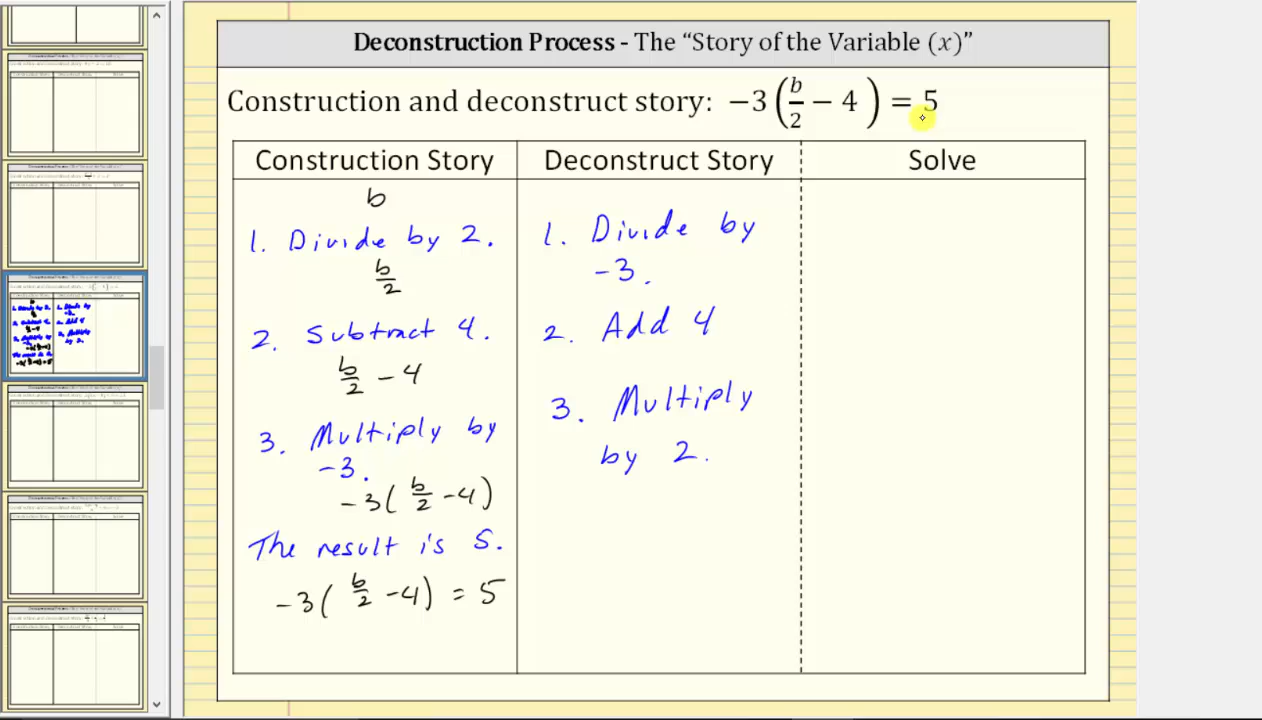 Deconstruction Process - The “Story of the Variable (x)”
Construction and deconstruct story: −3(b/2 − 4) = 5
Construction Story
b
1. Divide by 2.
b/2
2. Subtract 4.
b/2 - 4
3. Multiply by
-3.
-3(b/2 -4)
The result is 5.
-3(b/2 -4) = 5
Deconstruct Story
1. Divide by
-3.
2. Add 4
3. Multiply
by 2.
Solve